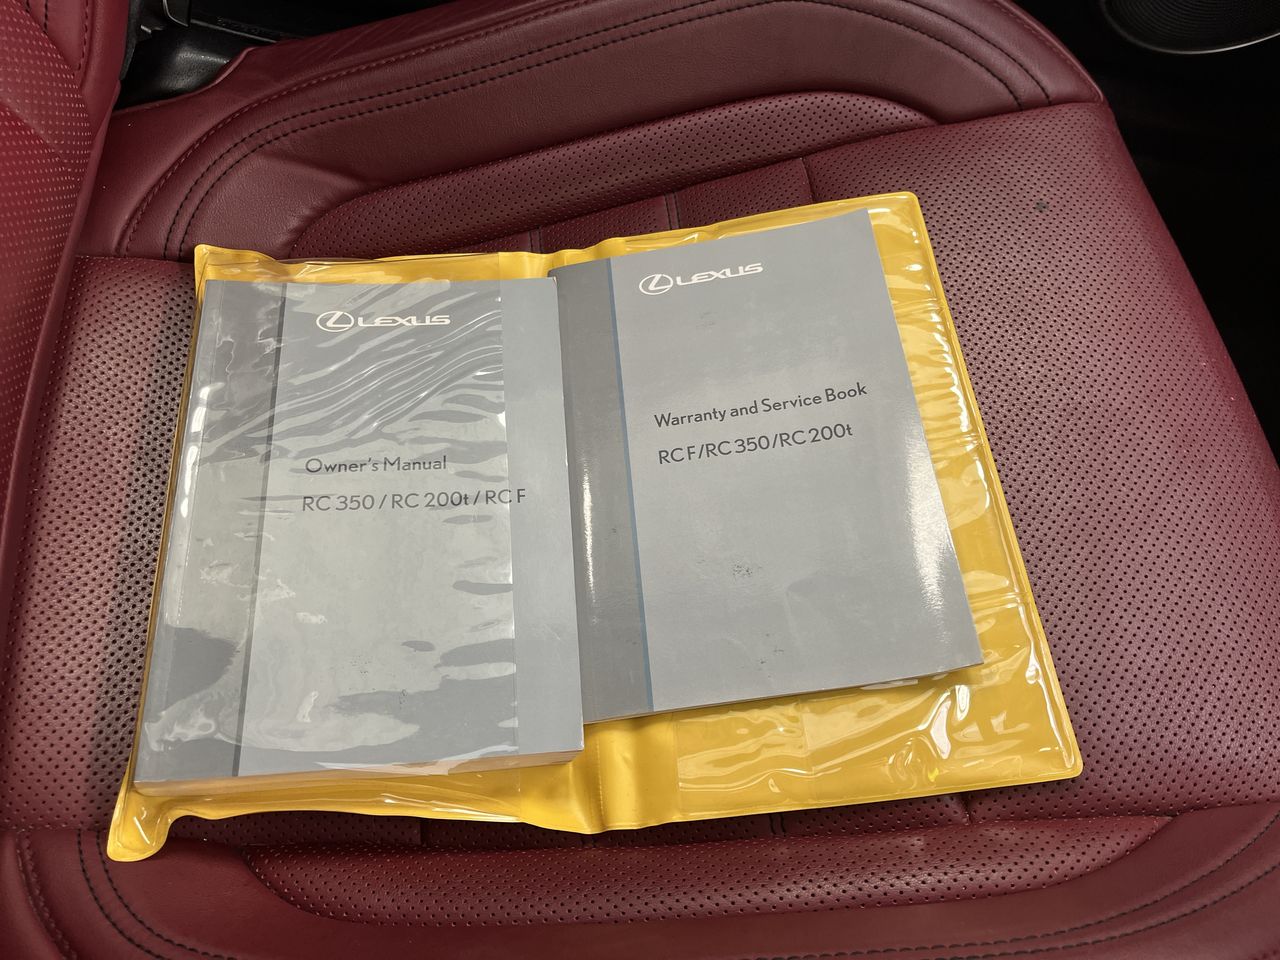 LEXUS
Owner's Manual
RC 350 / RC 200t / RC F
LEXUS
Warranty and Service Book
RC F/RC 350/RC 200t